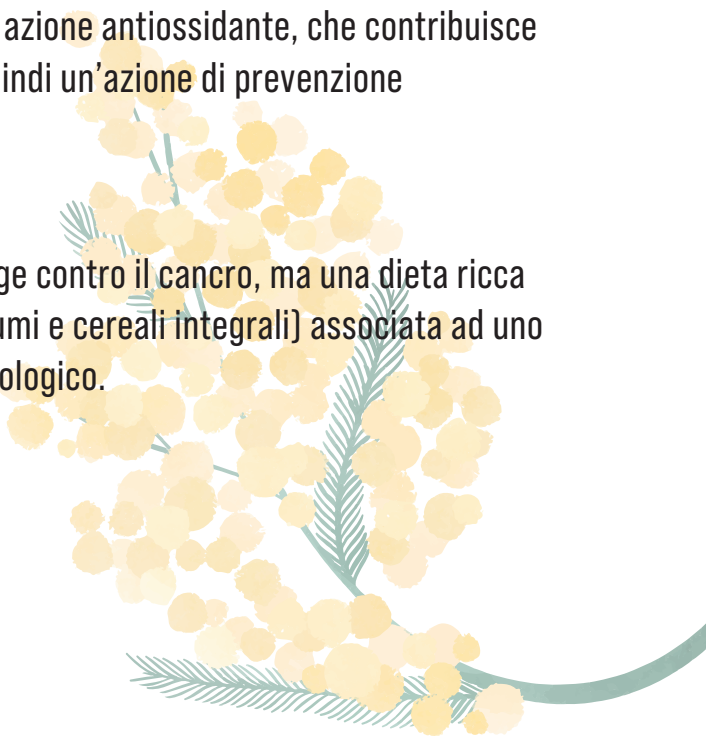 azione antiossidante, che contribuisce
indi un'azione di prevenzione
ge contro il cancro, ma una dieta ricca
umi e cereali integrali) associata ad uno
ologico.